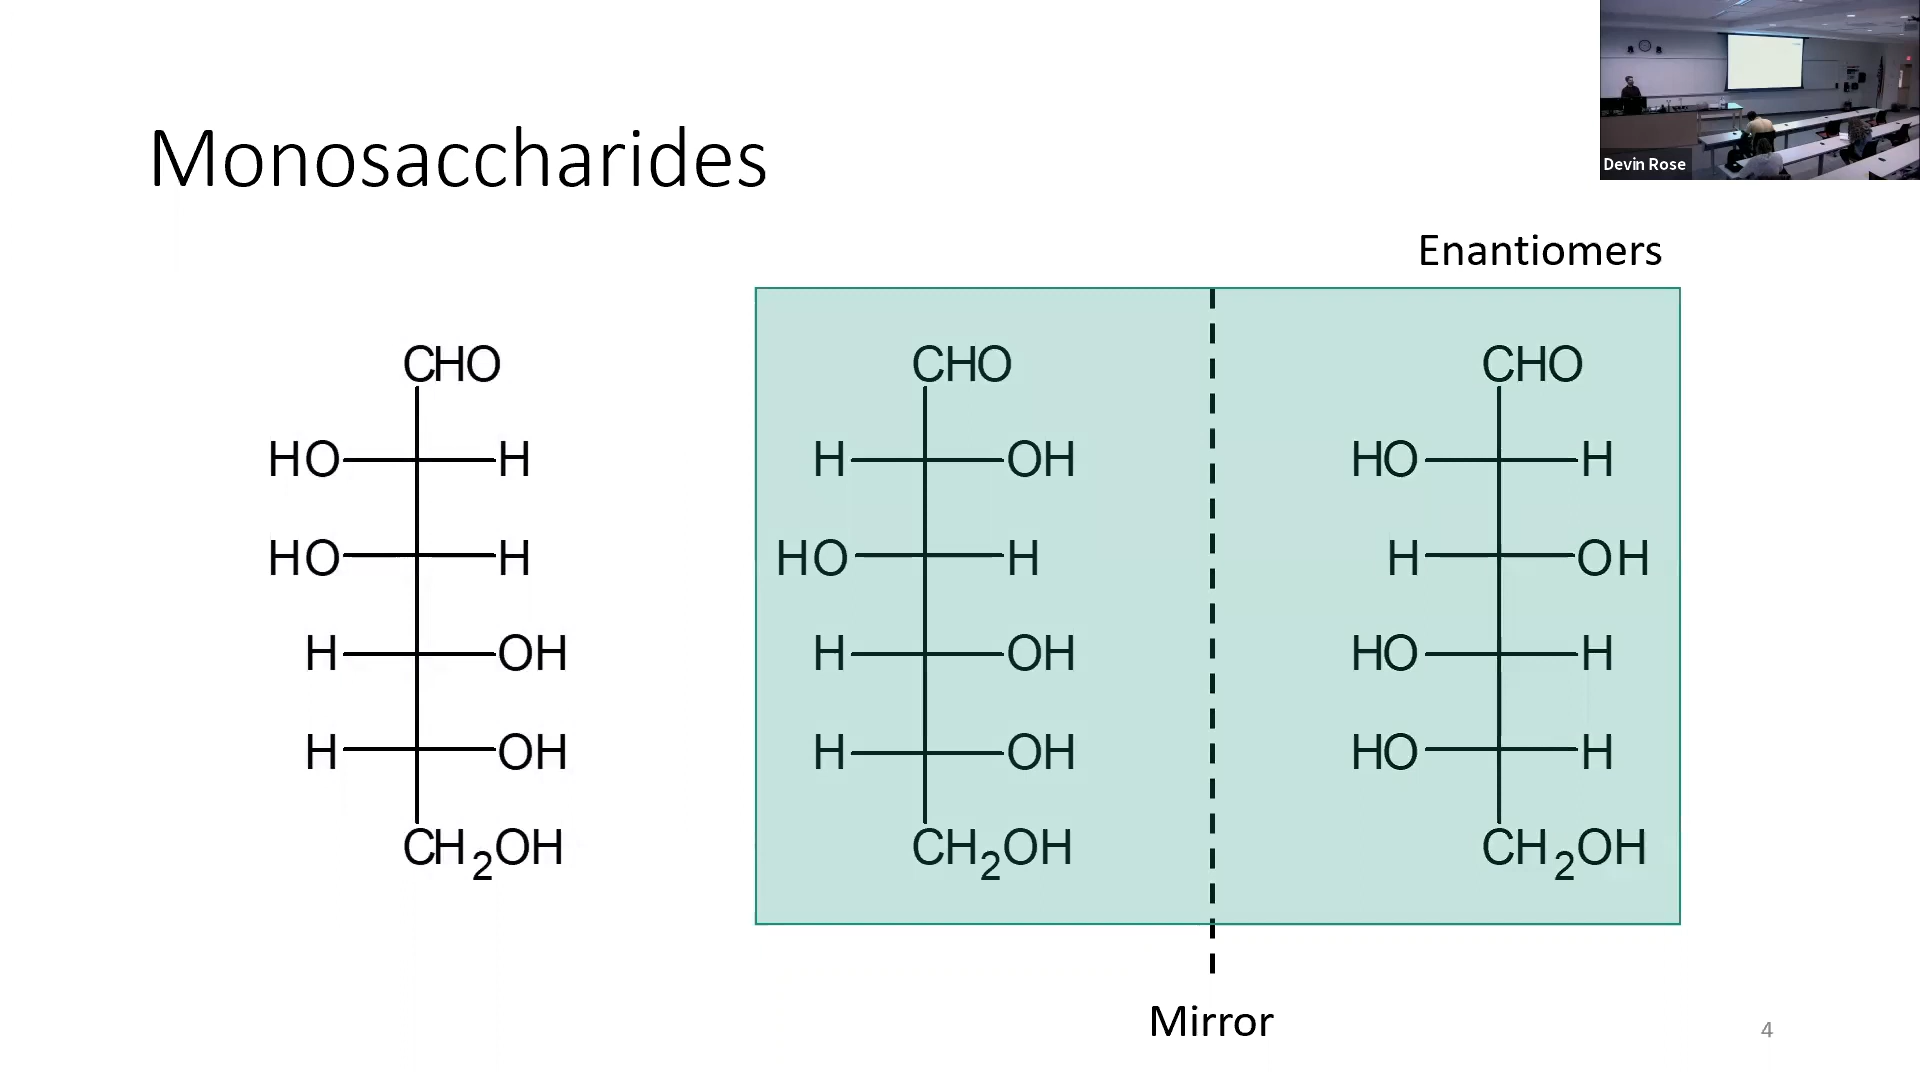 Devin Rose
Monosaccharides
Enantiomers
CHO
HO H
HO H
H OH
H OH
CH2OH
CHO
H OH
HO H
H OH
H OH
CH2OH
CHO
HO H
H OH
HO H
HO H
CH2OH
Mirror
4